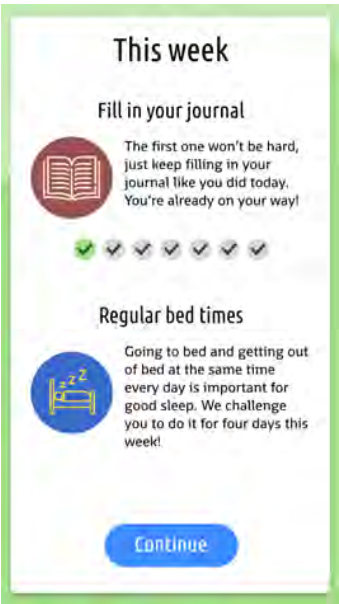 This week
Fill in your journal
The first one won't be hard,
just keep filling in your
journal like you did today.
You're already on your way!
Regular bed times
z z z
Going to bed and getting out
of bed at the same time
every day is important for
good sleep. We challenge
you to do it for four days this
week!
Continue